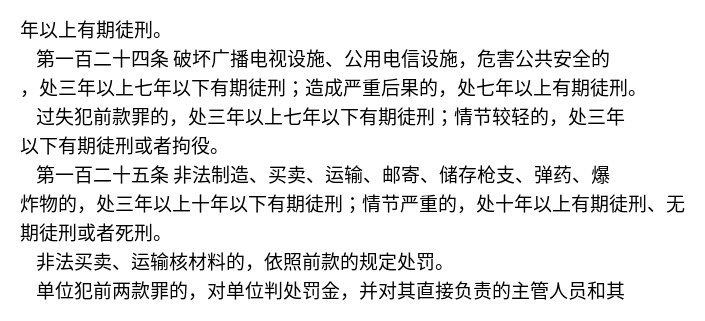 年以上有期徒刑。
第一百二十四条 破坏广播电视设施、公用电信设施，危害公共安全的
，处三年以上七年以下有期徒刑；造成严重后果的，处七年以上有期徒刑。
过失犯前款罪的，处三年以上七年以下有期徒刑；情节较轻的，处三年
以下有期徒刑或者拘役。
第一百二十五条 非法制造、买卖、运输、邮寄、储存枪支、弹药、爆
炸物的，处三年以上十年以下有期徒刑；情节严重的，处十年以上有期徒刑、无
期徒刑或者死刑。
非法买卖、运输核材料的，依照前款的规定处罚。
单位犯前两款罪的，对单位判处罚金，并对其直接负责的主管人员和其